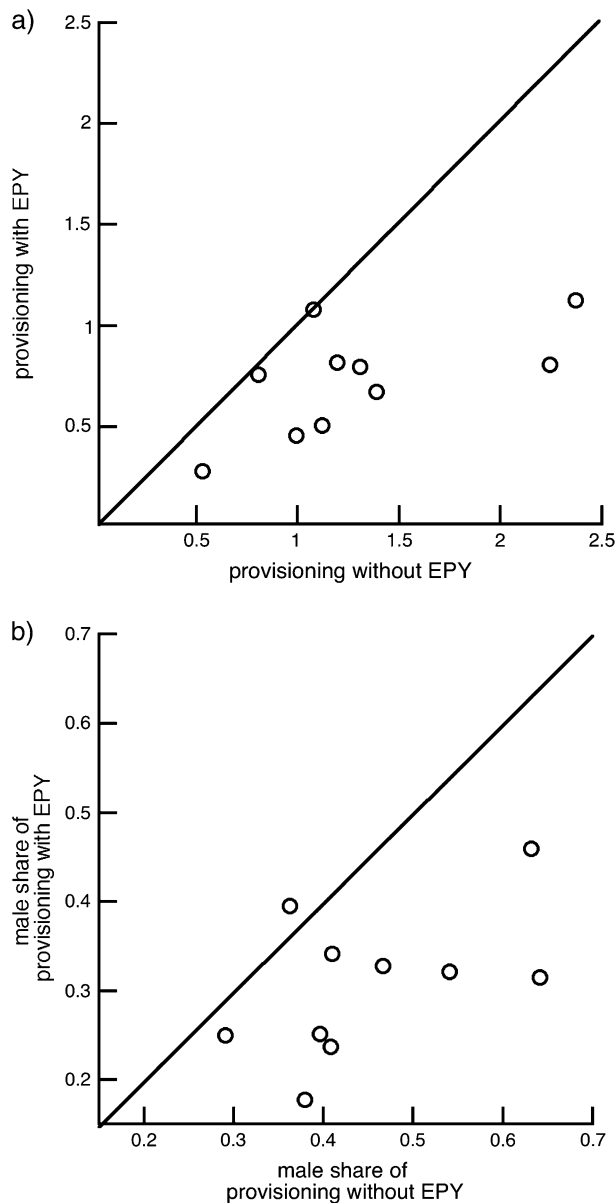 a)
2.5
2
1.5
1
0.5
provisioning with EPY
0.5 1 1.5 2 2.5
provisioning without EPY
b)
0.7
0.6
0.5
0.4
0.3
0.2
male share of
provisioning with EPY
0.2 0.3 0.4 0.5 0.6 0.7
male share of
provisioning without EPY